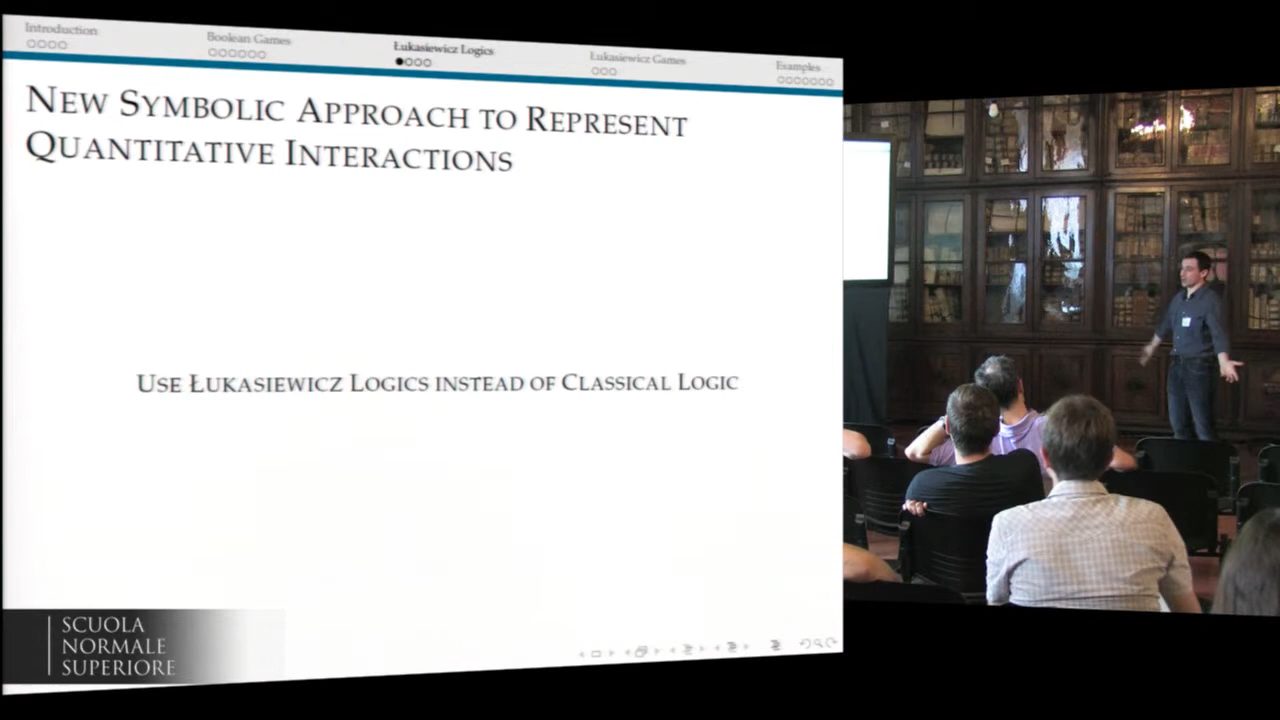 Introduction
Boolean Games
Łukasiewicz Logics
Łukasiewicz Games
Examples
New Symbolic Approach to Represent
Quantitative Interactions
Use Łukasiewicz Logics instead of Classical Logic
SCUOLA
NORMALE
SUPERIORE